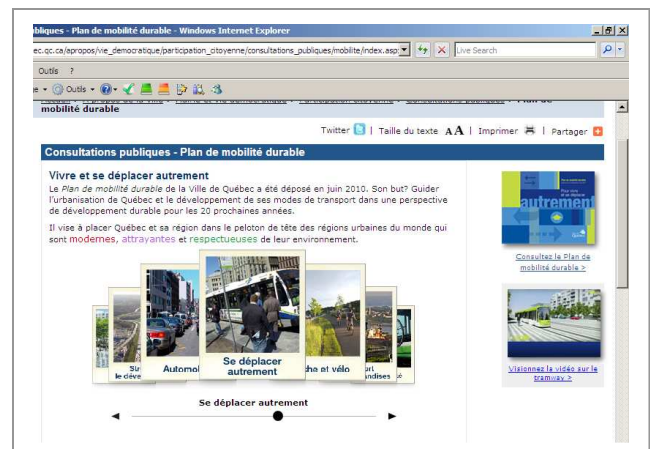 bliques - Plan de mobilité durable - Windows Internet Explorer
ec.qc.ca/apropos/vie_democratique/participation_citoyenne/consultations_publiques/mobilite/index.asp
Live Search
Outils ?
Outils
mobilité durable
Twitter | Taille du texte AA | Imprimer | Partager
Consultations publiques - Plan de mobilité durable
Vivre et se déplacer autrement
Le Plan de mobilité durable de la Ville de Québec a été déposé en juin 2010. Son but? Guider
l'urbanisation de Québec et le développement de ses modes de transport dans une perspective
de développement durable pour les 20 prochaines années.
Il vise à placer Québec et sa région dans le peloton de tête des régions urbaines du monde qui
sont modernes, attrayantes et respectueuses de leur environnement.
autrement
Consultez le Plan de
mobilité durable >
Str
le déve
Automo
Se déplacer
autrement
che et vélo
andises
Se déplacer autrement
Visionnez la vidéo sur le
tramway >